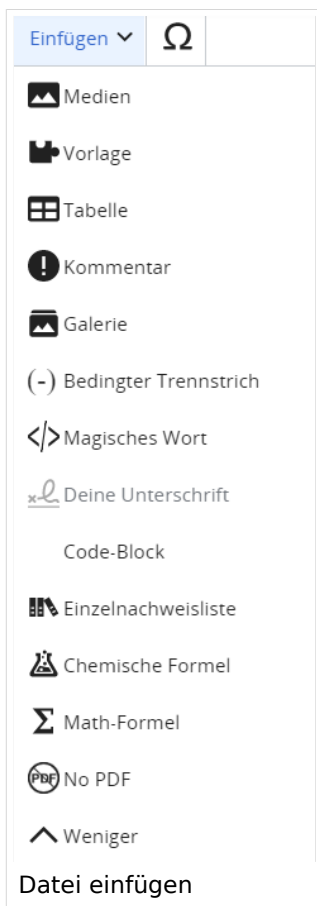 Einfügen Ω
Medien
Vorlage
Tabelle
Kommentar
Galerie
(-) Bedingter Trennstrich
</> Magisches Wort
Deine Unterschrift
Code-Block
Einzelnachweisliste
Chemische Formel
Σ Math-Formel
PDF No PDF
Weniger
Datei einfügen